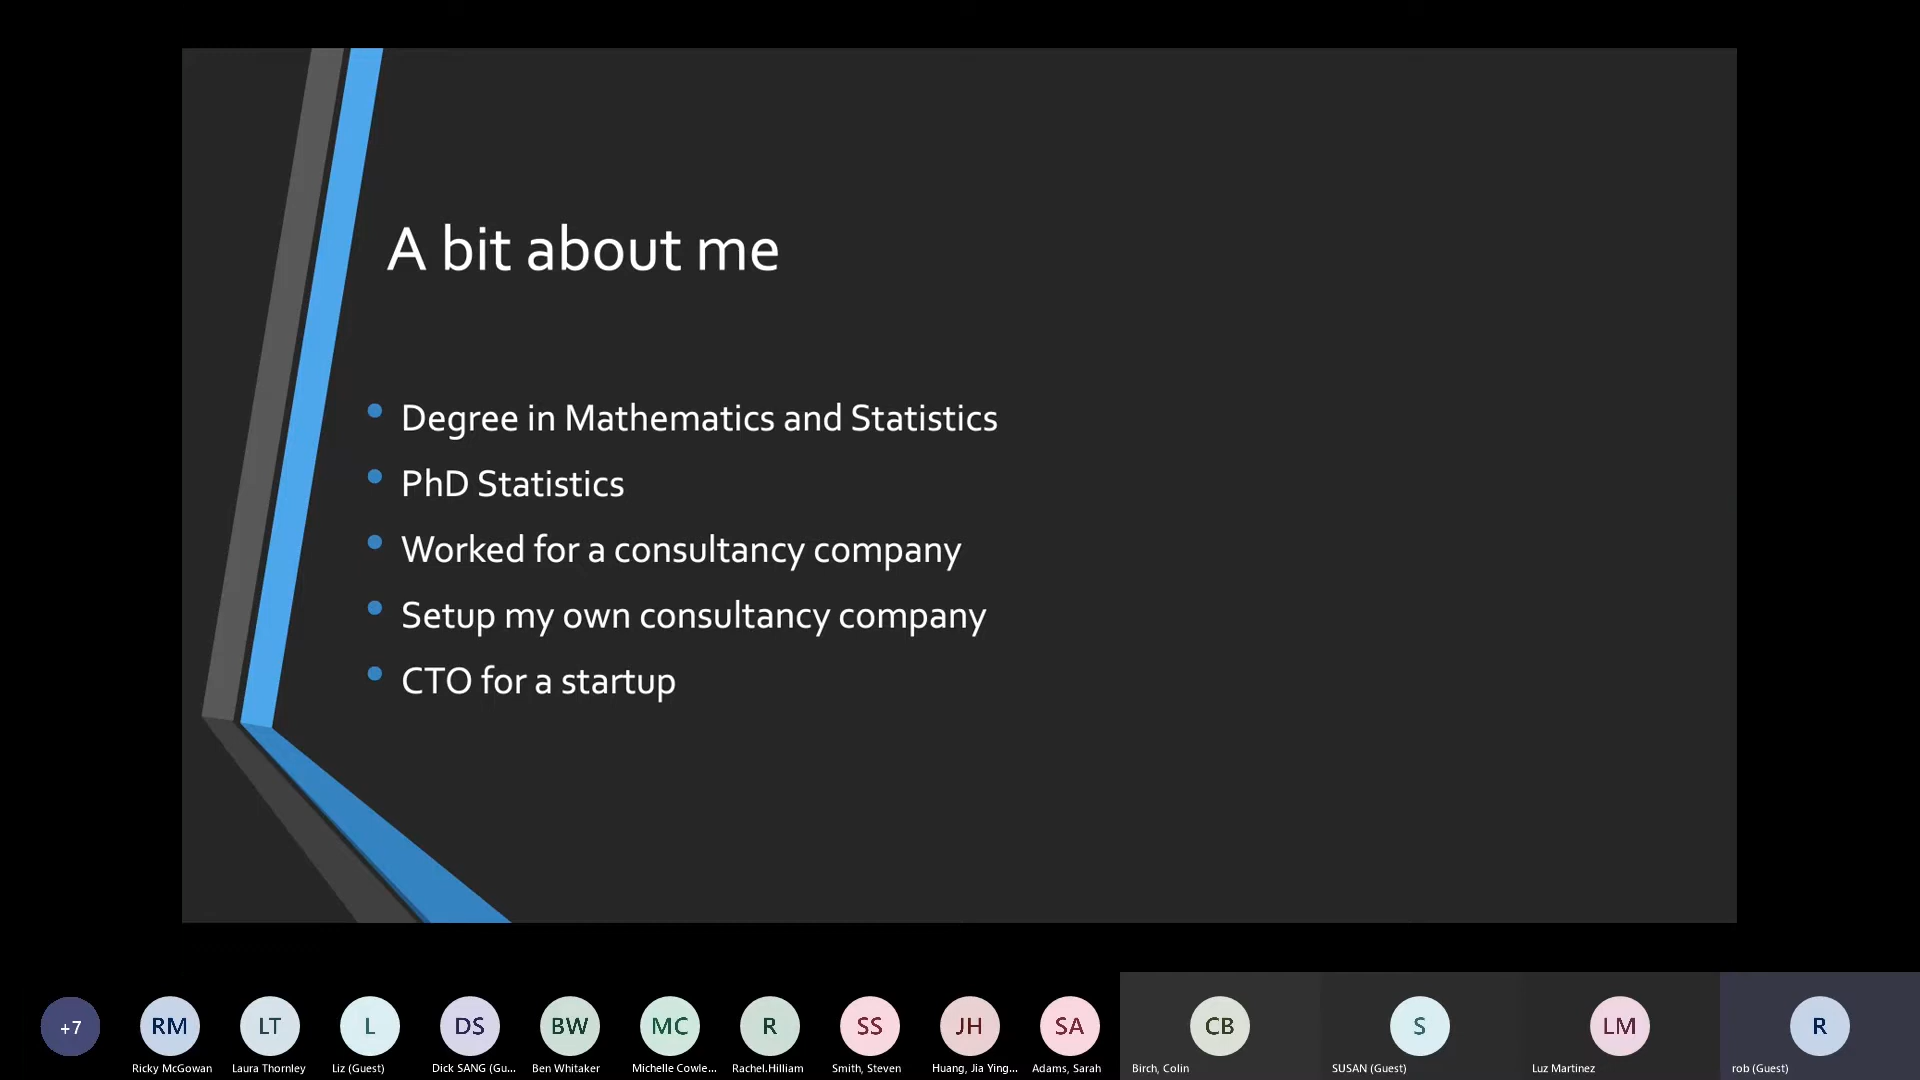 A bit about me
Degree in Mathematics and Statistics
PhD Statistics
Worked for a consultancy company
Setup my own consultancy company
CTO for a startup
+7
RM
LT
L
DS
BW
MC
R
SS
JH
SA
CB
S
LM
R
Ricky McGowan
Laura Thornley
Liz (Guest)
Dick SANG (Gu...
Ben Whitaker
Michelle Cowle...
Rachel.Hilliam
Smith, Steven
Huang, Jia Ying...
Adams, Sarah
Birch, Colin
SUSAN (Guest)
Luz Martinez
rob (Guest)